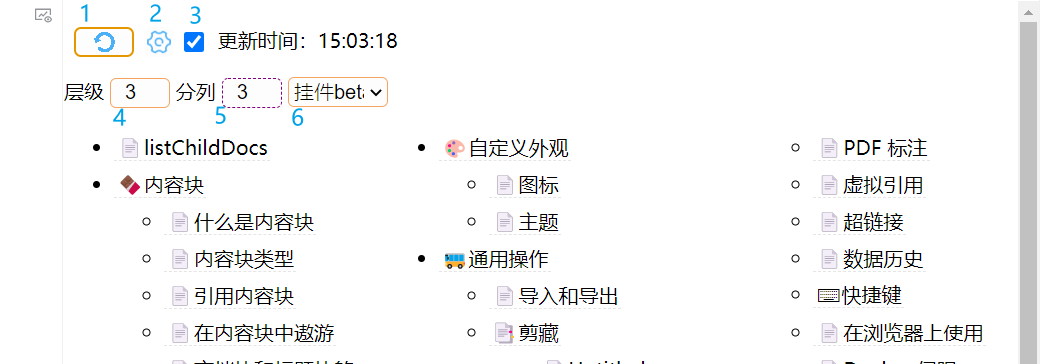 1 2 3
更新时间：15:03:18
层级 3 分列 3 挂件beta
4 5 6
listChildDocs
内容块
什么是内容块
内容块类型
引用内容块
在内容块中遨游
自定义外观
图标
主题
通用操作
导入和导出
剪藏
PDF 标注
虚拟引用
超链接
数据历史
快捷键
在浏览器上使用